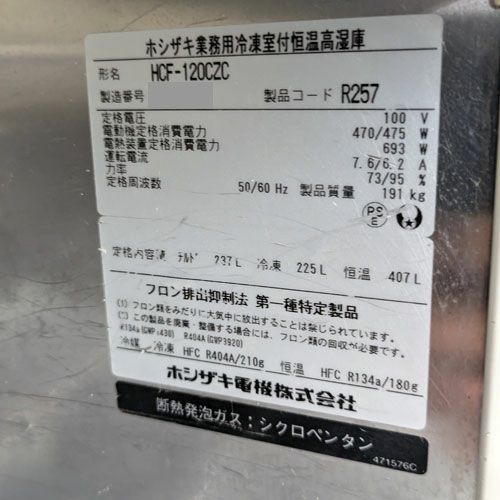 ホシザキ業務用冷凍室付恒温高湿庫
形名 HCF-120CZC
製造番号 製品コード R257
定格電圧 100 V
電動機定格消費電力 470/475 W
電熱装置定格消費電力 693 W
運転電流 7.6/6.2 A
力率 73/95 %
定格周波数 50/60 Hz 製品質量 191 kg
PS E
定格内容積 チルド 237L 冷凍 225L 恒温 407L
フロン排出抑制法 第一種特定製品
(1) フロン類をみだりに大気中に放出することは禁じられています。
(2) この製品を廃棄・整備する場合には、フロン類の回収が必要です。
R134a(GWP1430) R404A(GWP3920)
冷媒 冷凍 HFC R404A/210g 恒温 HFC R134a/180g
ホシザキ電機株式会社
断熱発泡ガス:シクロペンタン
471576C